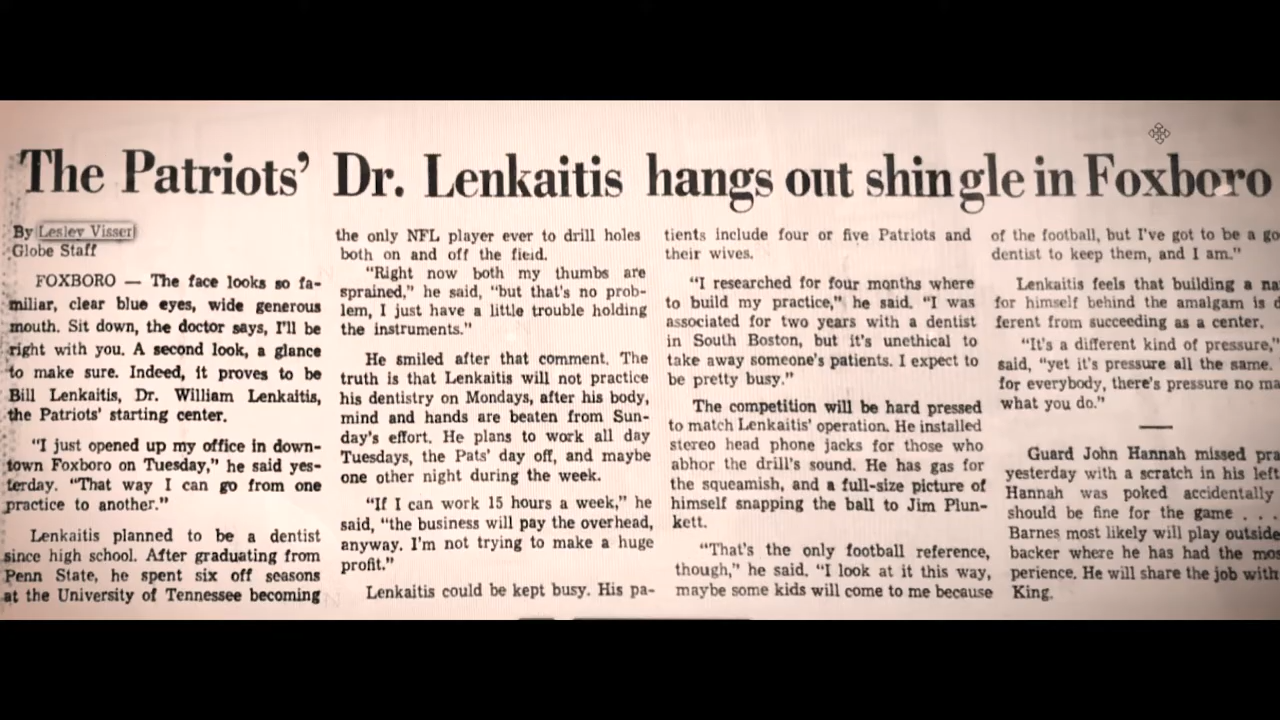 The Patriots' Dr. Lenkaitis hangs out shingle in Foxboro
By Lesley Visser
Globe Staff
FOXBORO — The face looks so fa-
miliar, clear blue eyes, wide generous
mouth. Sit down, the doctor says, I'll be
right with you. A second look, a glance
to make sure. Indeed, it proves to be
Bill Lenkaitis, Dr. William Lenkaitis,
the Patriots' starting center.
"I just opened up my office in down-
town Foxboro on Tuesday," he said yes-
terday. "That way I can go from one
practice to another."
Lenkaitis planned to be a dentist
since high school. After graduating from
Penn State, he spent six off seasons
at the University of Tennessee becoming
the only NFL player ever to drill holes
both on and off the field.
"Right now both my thumbs are
sprained," he said, "but that's no prob-
lem, I just have a little trouble holding
the instruments."
He smiled after that comment. The
truth is that Lenkaitis will not practice
his dentistry on Mondays, after his body,
mind and hands are beaten from Sun-
day's effort. He plans to work all day
Tuesdays, the Pats' day off, and maybe
one other night during the week.
"If I can work 15 hours a week," he
said, "the business will pay the overhead,
anyway. I'm not trying to make a huge
profit."
Lenkaitis could be kept busy. His pa-
tients include four or five Patriots and
their wives.
"I researched for four months where
to build my practice," he said. "I was
associated for two years with a dentist
in South Boston, but it's unethical to
take away someone's patients. I expect to
be pretty busy."
The competition will be hard pressed
to match Lenkaitis' operation. He installed
stereo head phone jacks for those who
abhor the drill's sound. He has gas for
the squeamish, and a full-size picture of
himself snapping the ball to Jim Plun-
kett.
"That's the only football reference,
though," he said. "I look at it this way,
maybe some kids will come to me because
of the football, but I've got to be a go
dentist to keep them, and I am."
Lenkaitis feels that building a na
for himself behind the amalgam is d
ferent from succeeding as a center.
"It's a different kind of pressure,"
said, "yet it's pressure all the same.
for everybody, there's pressure no ma
what you do."
Guard John Hannah missed pra
yesterday with a scratch in his left
Hannah was poked accidentally
should be fine for the game . . .
Barnes most likely will play outside
backer where he has had the mos
perience. He will share the job with
King.